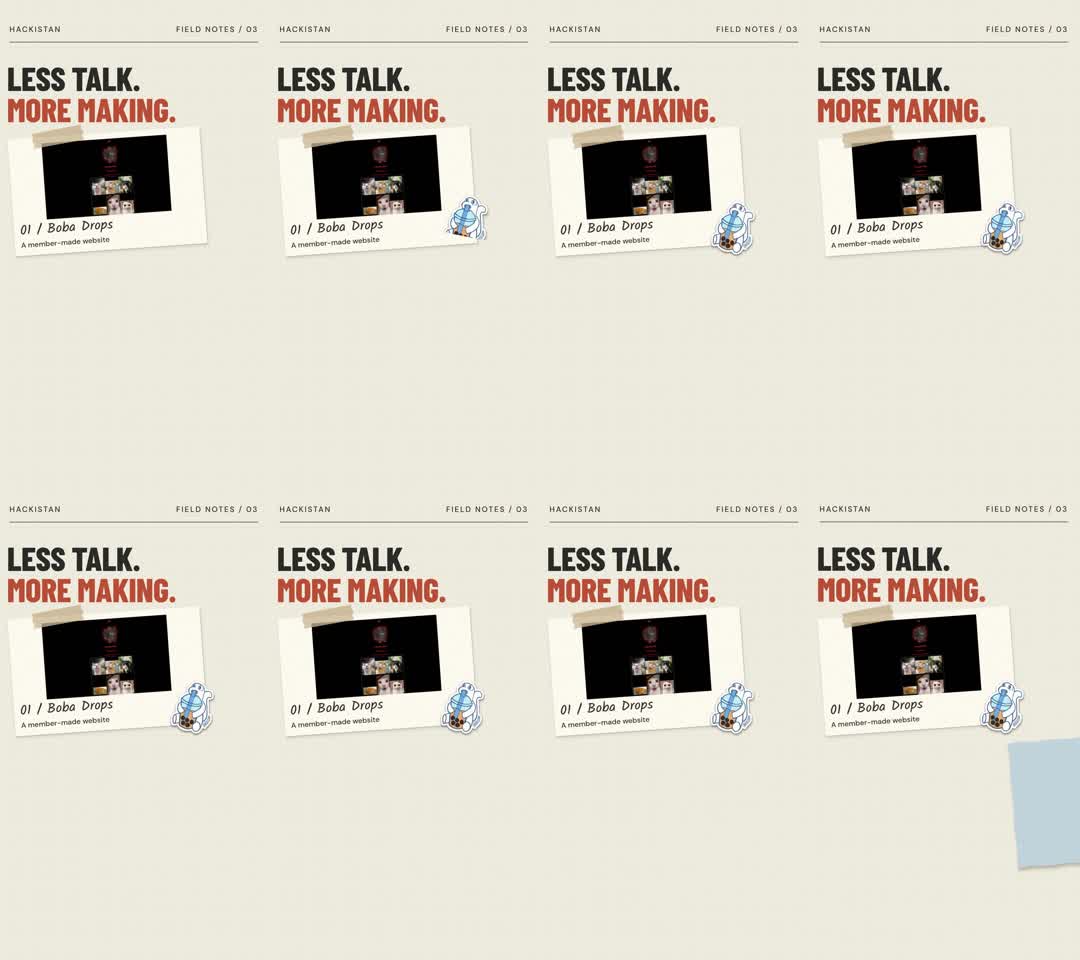 HACKISTAN FIELD NOTES / 03
LESS TALK.
MORE MAKING.
01 / Boba Drops
A member-made website
HACKISTAN FIELD NOTES / 03
LESS TALK.
MORE MAKING.
01 / Boba Drops
A member-made website
HACKISTAN FIELD NOTES / 03
LESS TALK.
MORE MAKING.
01 / Boba Drops
A member-made website
HACKISTAN FIELD NOTES / 03
LESS TALK.
MORE MAKING.
01 / Boba Drops
A member-made website
HACKISTAN FIELD NOTES / 03
LESS TALK.
MORE MAKING.
01 / Boba Drops
A member-made website
HACKISTAN FIELD NOTES / 03
LESS TALK.
MORE MAKING.
01 / Boba Drops
A member-made website
HACKISTAN FIELD NOTES / 03
LESS TALK.
MORE MAKING.
01 / Boba Drops
A member-made website
HACKISTAN FIELD NOTES / 03
LESS TALK.
MORE MAKING.
01 / Boba Drops
A member-made website